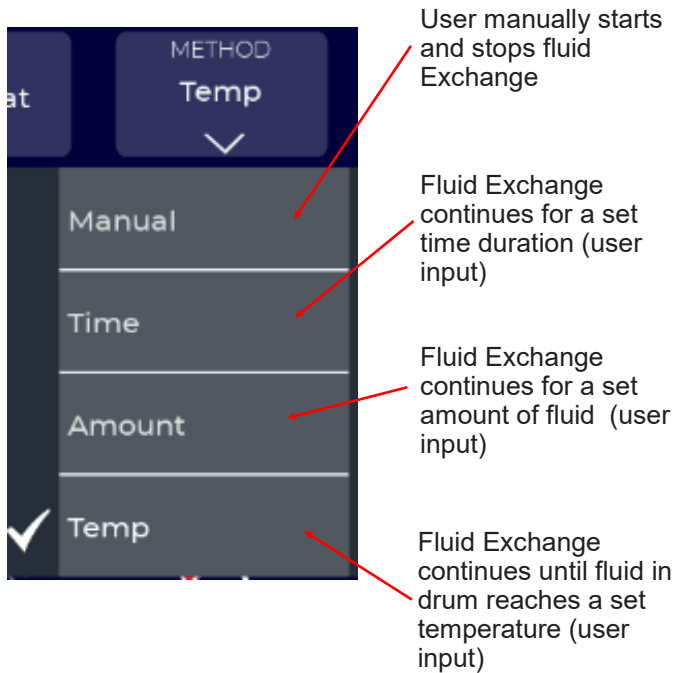 User manually starts
and stops fluid
Exchange
METHOD
Temp
at
Manual
Fluid Exchange
continues for a set
time duration (user
input)
Time
Fluid Exchange
continues for a set
amount of fluid (user
input)
Amount
Temp
Fluid Exchange
continues until fluid in
drum reaches a set
temperature (user
input)